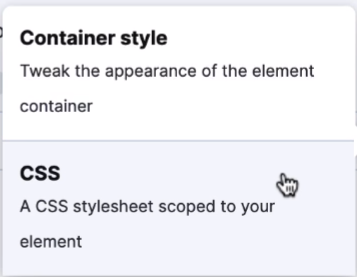 Container style
Tweak the appearance of the element
container
CSS
A CSS stylesheet scoped to your
element